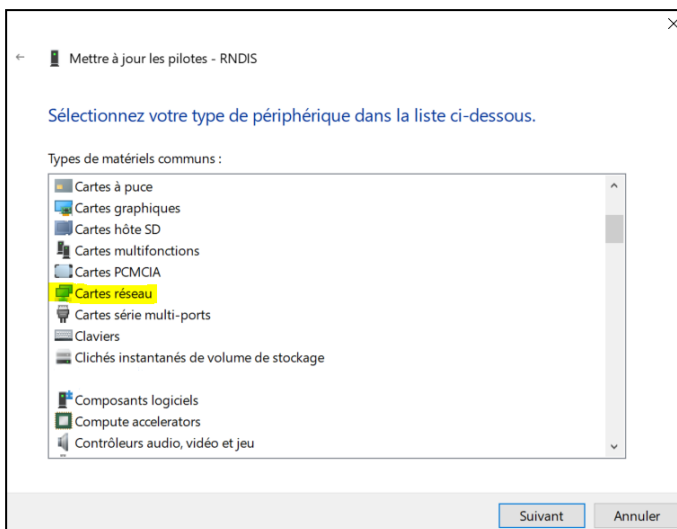 Mettre à jour les pilotes - RNDIS
Sélectionnez votre type de périphérique dans la liste ci-dessous.
Types de matériels communs :
Cartes à puce
Cartes graphiques
Cartes hôte SD
Cartes multifonctions
Cartes PCMCIA
Cartes réseau
Cartes série multi-ports
Claviers
Clichés instantanés de volume de stockage
Composants logiciels
Compute accelerators
Contrôleurs audio, vidéo et jeu
Suivant Annuler